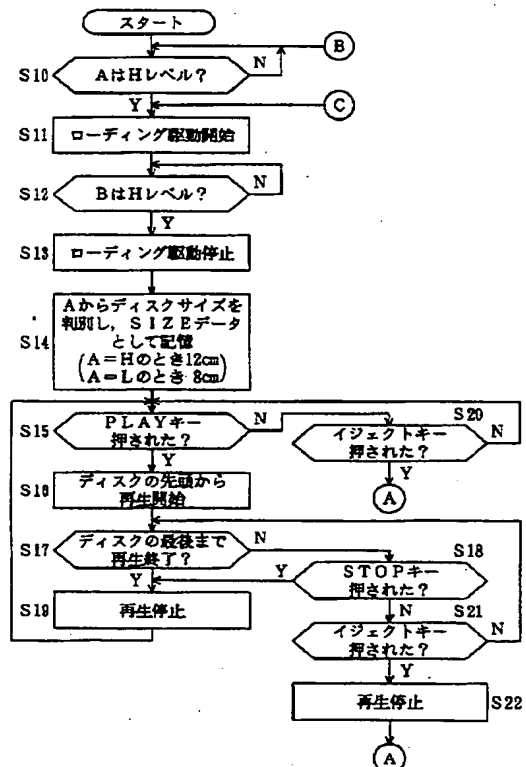 スタート
B
S10 AはHレベル? N
Y
C
S11 ローディング駆動開始
S12 BはHレベル? N
Y
S13 ローディング駆動停止
S14 Aからディスクサイズを
判別し,SIZEデータ
として記憶
(A=Hのとき12cm
A=Lのとき 8cm)
S15 PLAYキー
押された? N
Y
S20 イジェクトキー
押された? N
Y
A
S16 ディスクの先頭から
再生開始
S17 ディスクの最後まで
再生終了? N
Y
S18 STOPキー
押された? Y
N
S19 再生停止
S21 イジェクトキー
押された? N
Y
再生停止 S22
A